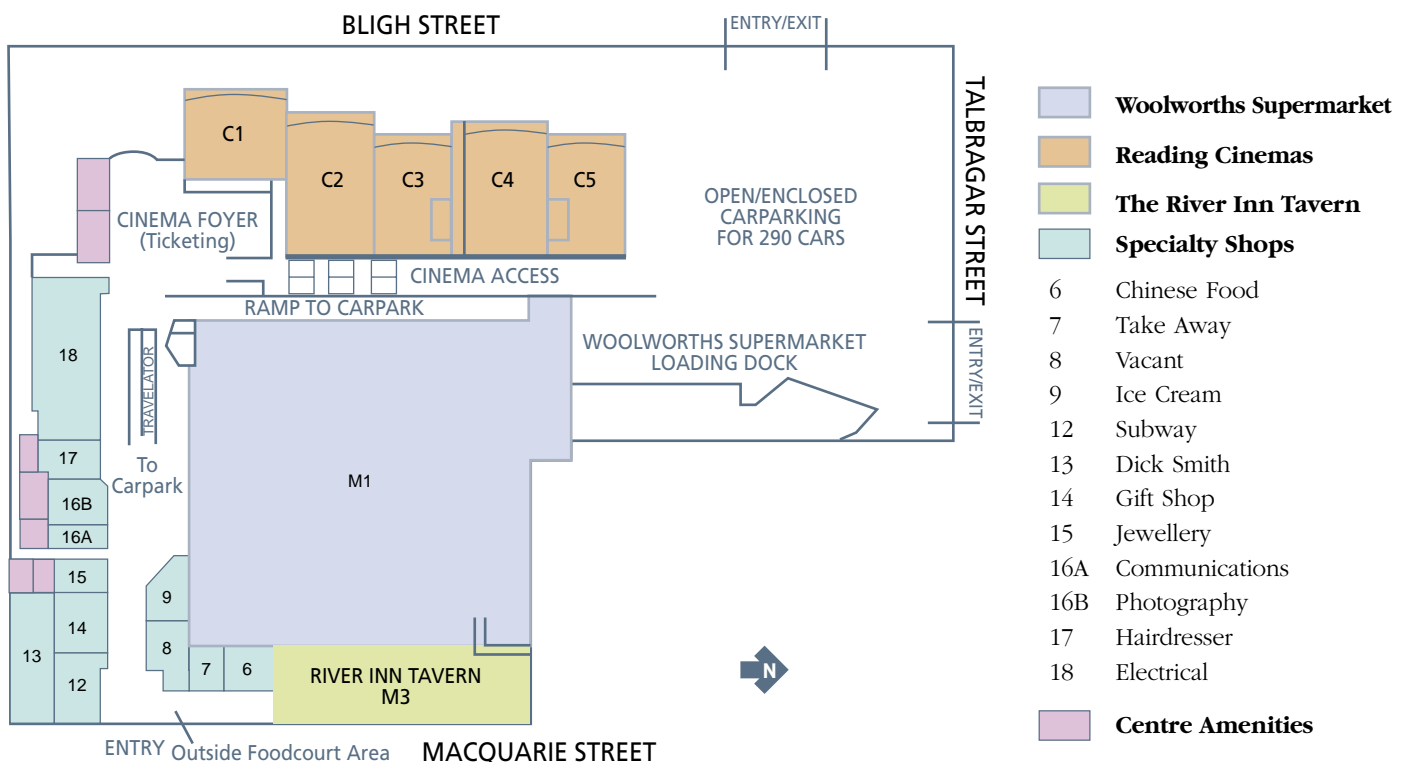 BLIGH STREET
ENTRY/EXIT
TALBRAGAR STREET
C1
C2
C3
C4
C5
CINEMA FOYER
(Ticketing)
OPEN/ENCLOSED
CARPARKING
FOR 290 CARS
CINEMA ACCESS
RAMP TO CARPARK
18
TRAVELATOR
WOOLWORTHS SUPERMARKET
LOADING DOCK
ENTRY/EXIT
17
To
Carpark
M1
16B
16A
15
9
14
8
13
12
7
6
RIVER INN TAVERN
M3
N
ENTRY
Outside Foodcourt Area
MACQUARIE STREET
Woolworths Supermarket
Reading Cinemas
The River Inn Tavern
Specialty Shops
6 Chinese Food
7 Take Away
8 Vacant
9 Ice Cream
12 Subway
13 Dick Smith
14 Gift Shop
15 Jewellery
16A Communications
16B Photography
17 Hairdresser
18 Electrical
Centre Amenities